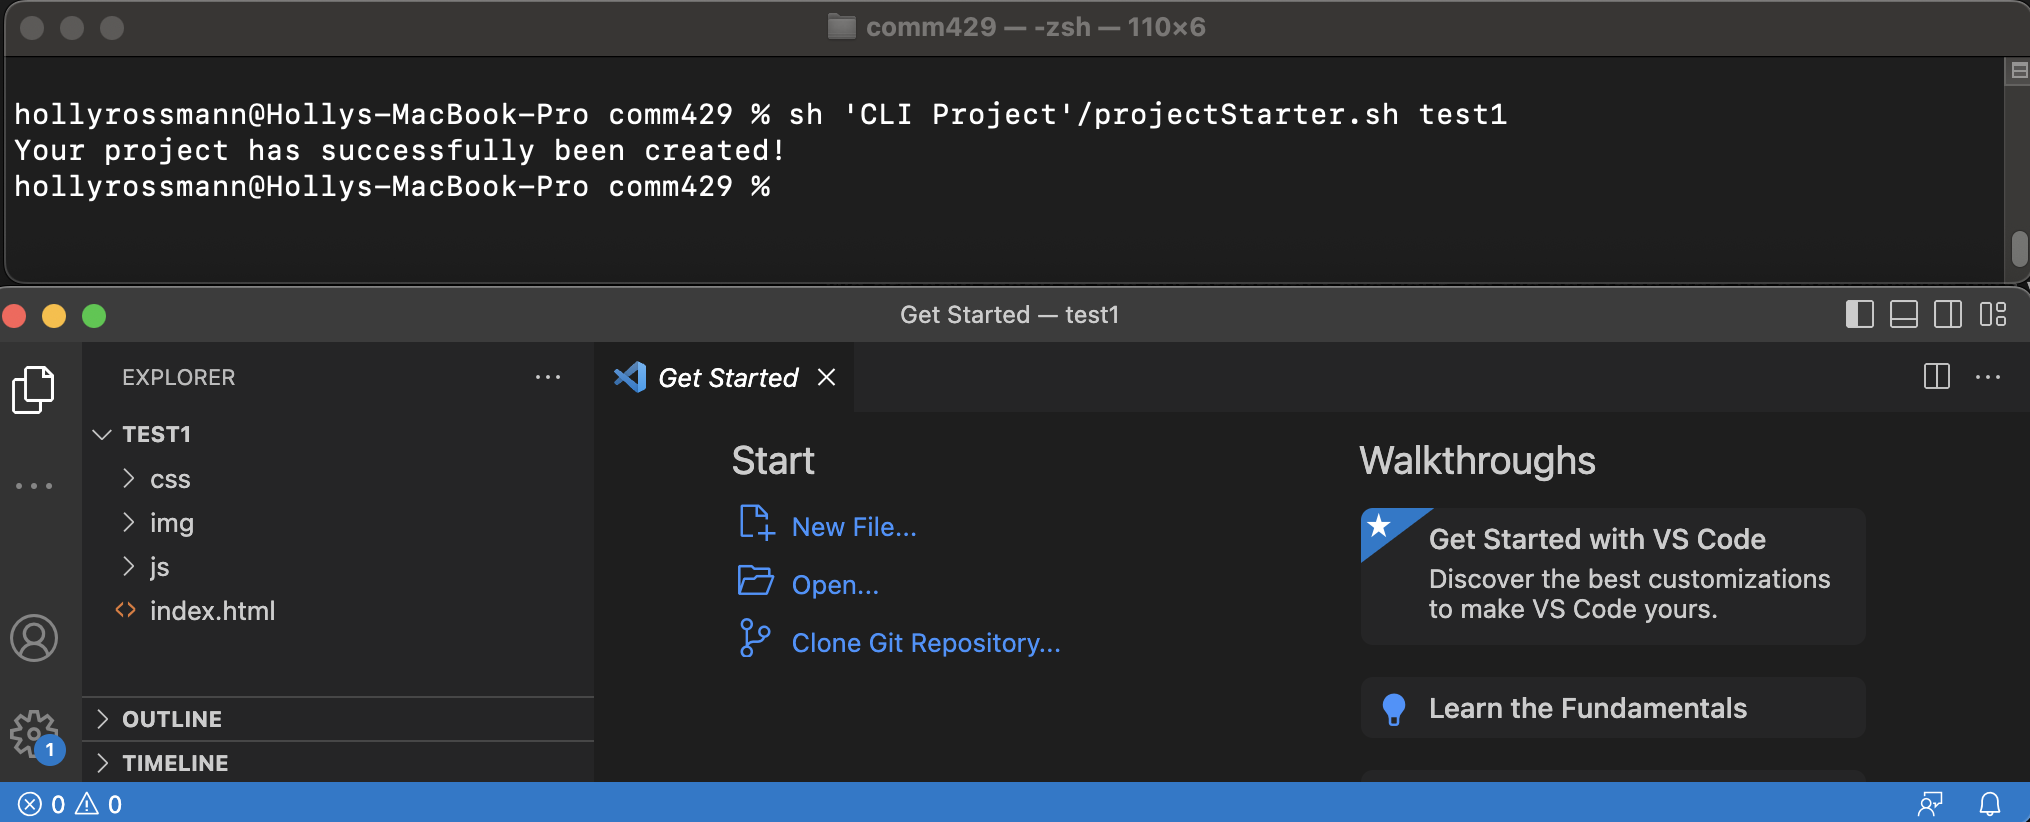 comm429 — -zsh — 110×6
hollyrossmann@Hollys-MacBook-Pro comm429 % sh 'CLI Project'/projectStarter.sh test1
Your project has successfully been created!
hollyrossmann@Hollys-MacBook-Pro comm429 %
Get Started — test1
EXPLORER
TEST1
css
img
js
index.html
OUTLINE
TIMELINE
1
Get Started
Start
New File...
Open...
Clone Git Repository...
Walkthroughs
Get Started with VS Code
Discover the best customizations
to make VS Code yours.
Learn the Fundamentals
0 0